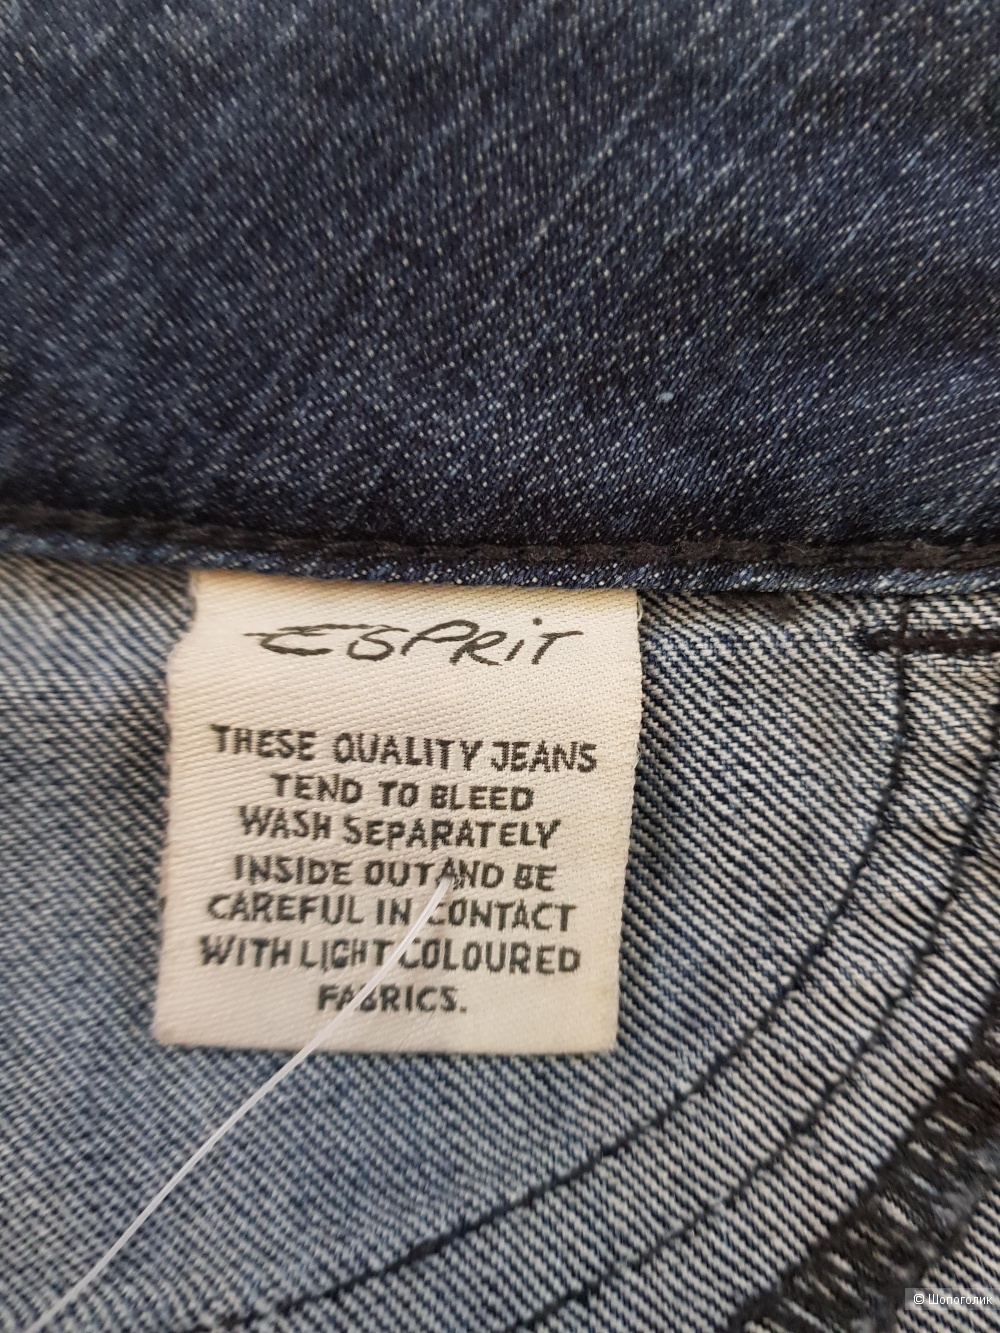 ESPRIT
THESE QUALITY JEANS
TEND TO BLEED
WASH SEPARATELY
INSIDE OUT AND BE
CAREFUL IN CONTACT
WITH LIGHT COLOURED
FABRICS.
© Шопоголик